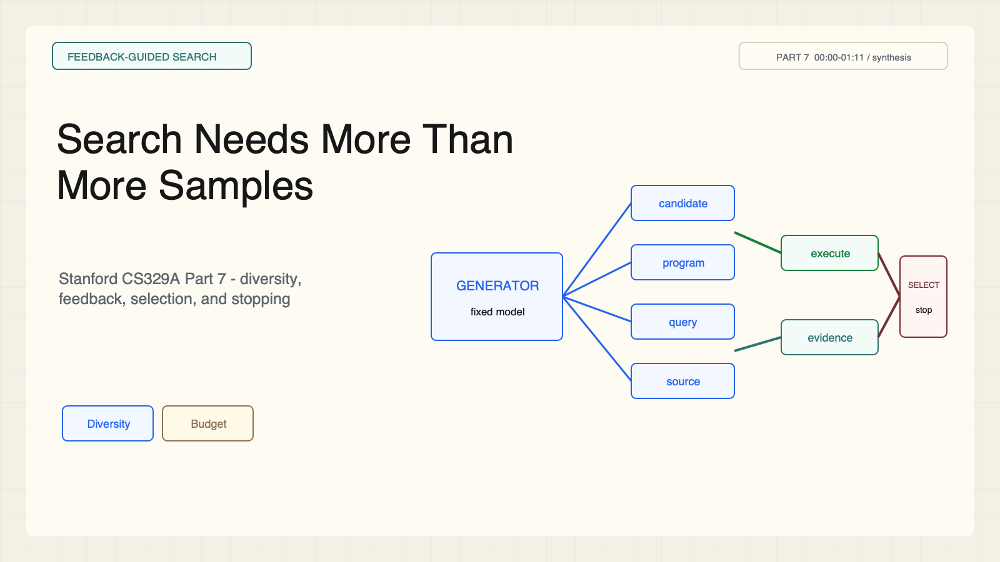 FEEDBACK-GUIDED SEARCH
PART 7 00:00-01:11 / synthesis
Search Needs More Than
More Samples
Stanford CS329A Part 7 - diversity,
feedback, selection, and stopping
Diversity
Budget
GENERATOR
fixed model
candidate
program
query
source
execute
evidence
SELECT
stop